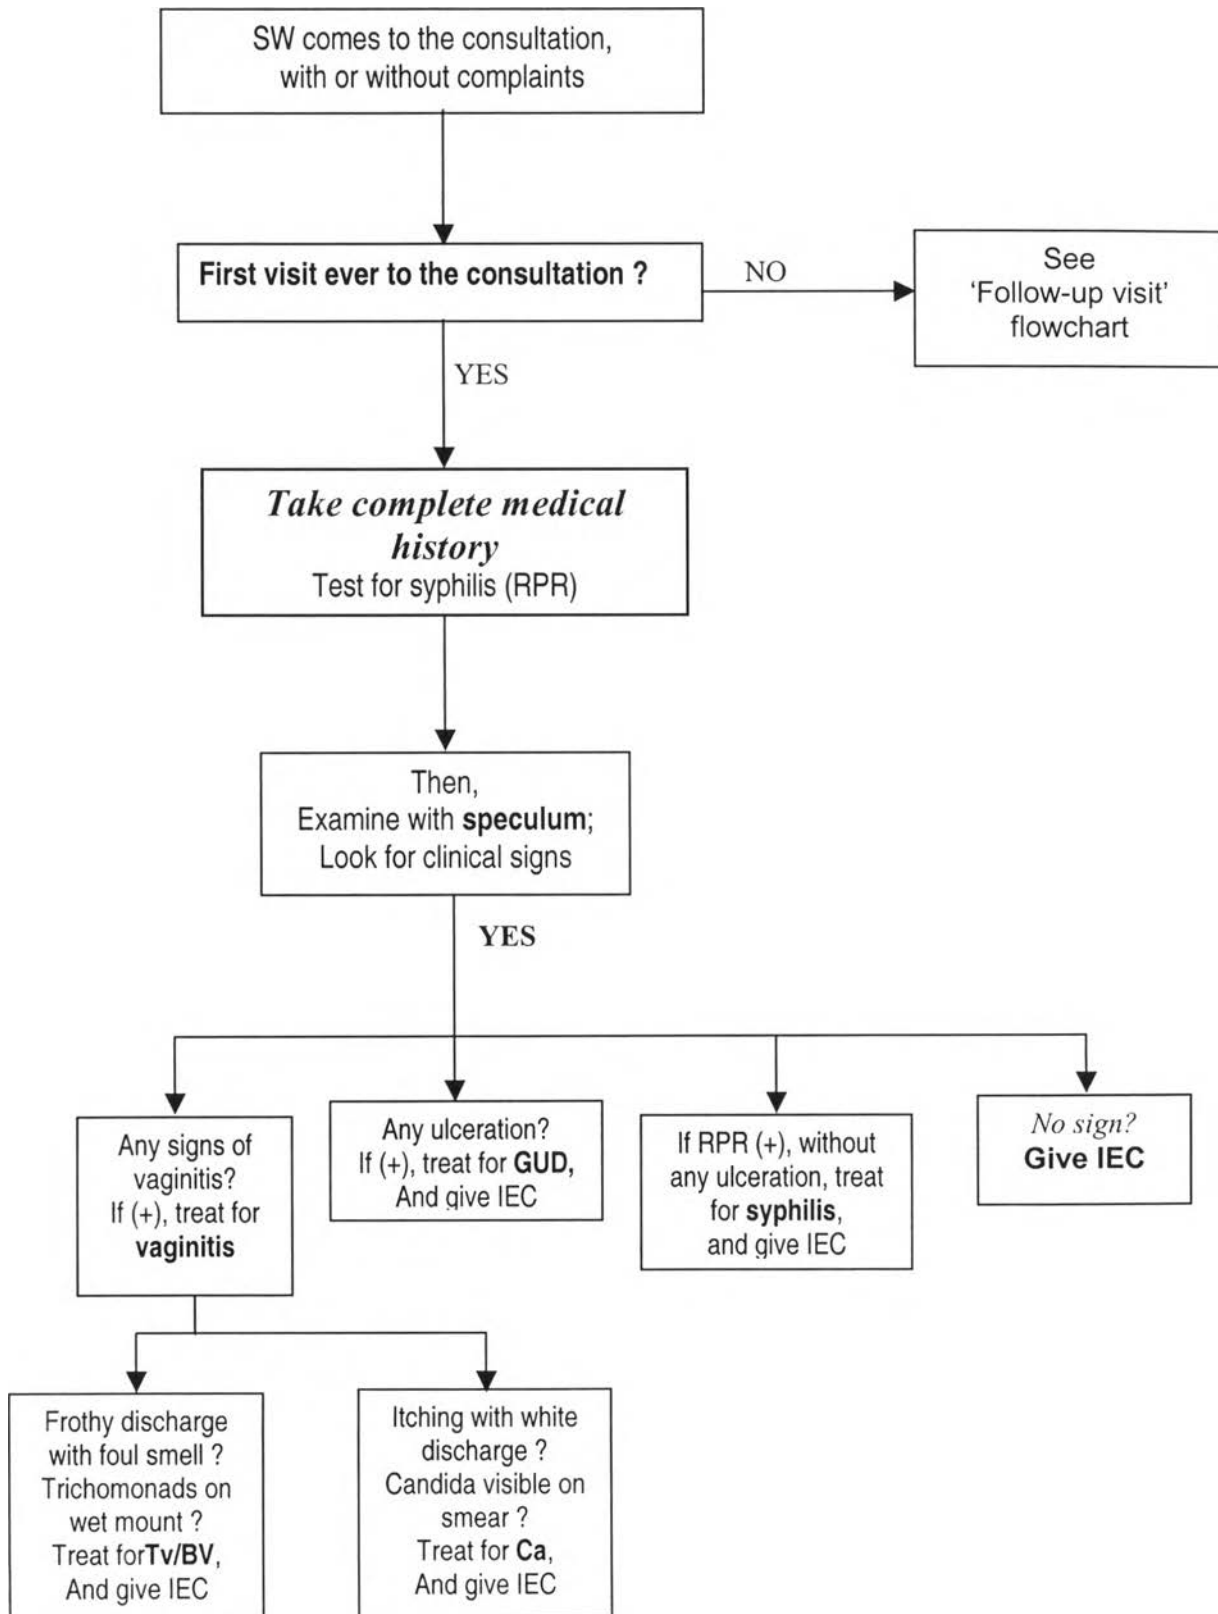 SW comes to the consultation,
with or without complaints
First visit ever to the consultation ?
NO
See
‘Follow-up visit’
flowchart
YES
Take complete medical
history
Test for syphilis (RPR)
Then,
Examine with speculum;
Look for clinical signs
YES
Any signs of
vaginitis?
If (+), treat for
vaginitis
Any ulceration?
If (+), treat for GUD,
And give IEC
If RPR (+), without
any ulceration, treat
for syphilis,
and give IEC
No sign?
Give IEC
Frothy discharge
with foul smell ?
Trichomonads on
wet mount ?
Treat forTv/BV,
And give IEC
Itching with white
discharge ?
Candida visible on
smear ?
Treat for Ca,
And give IEC